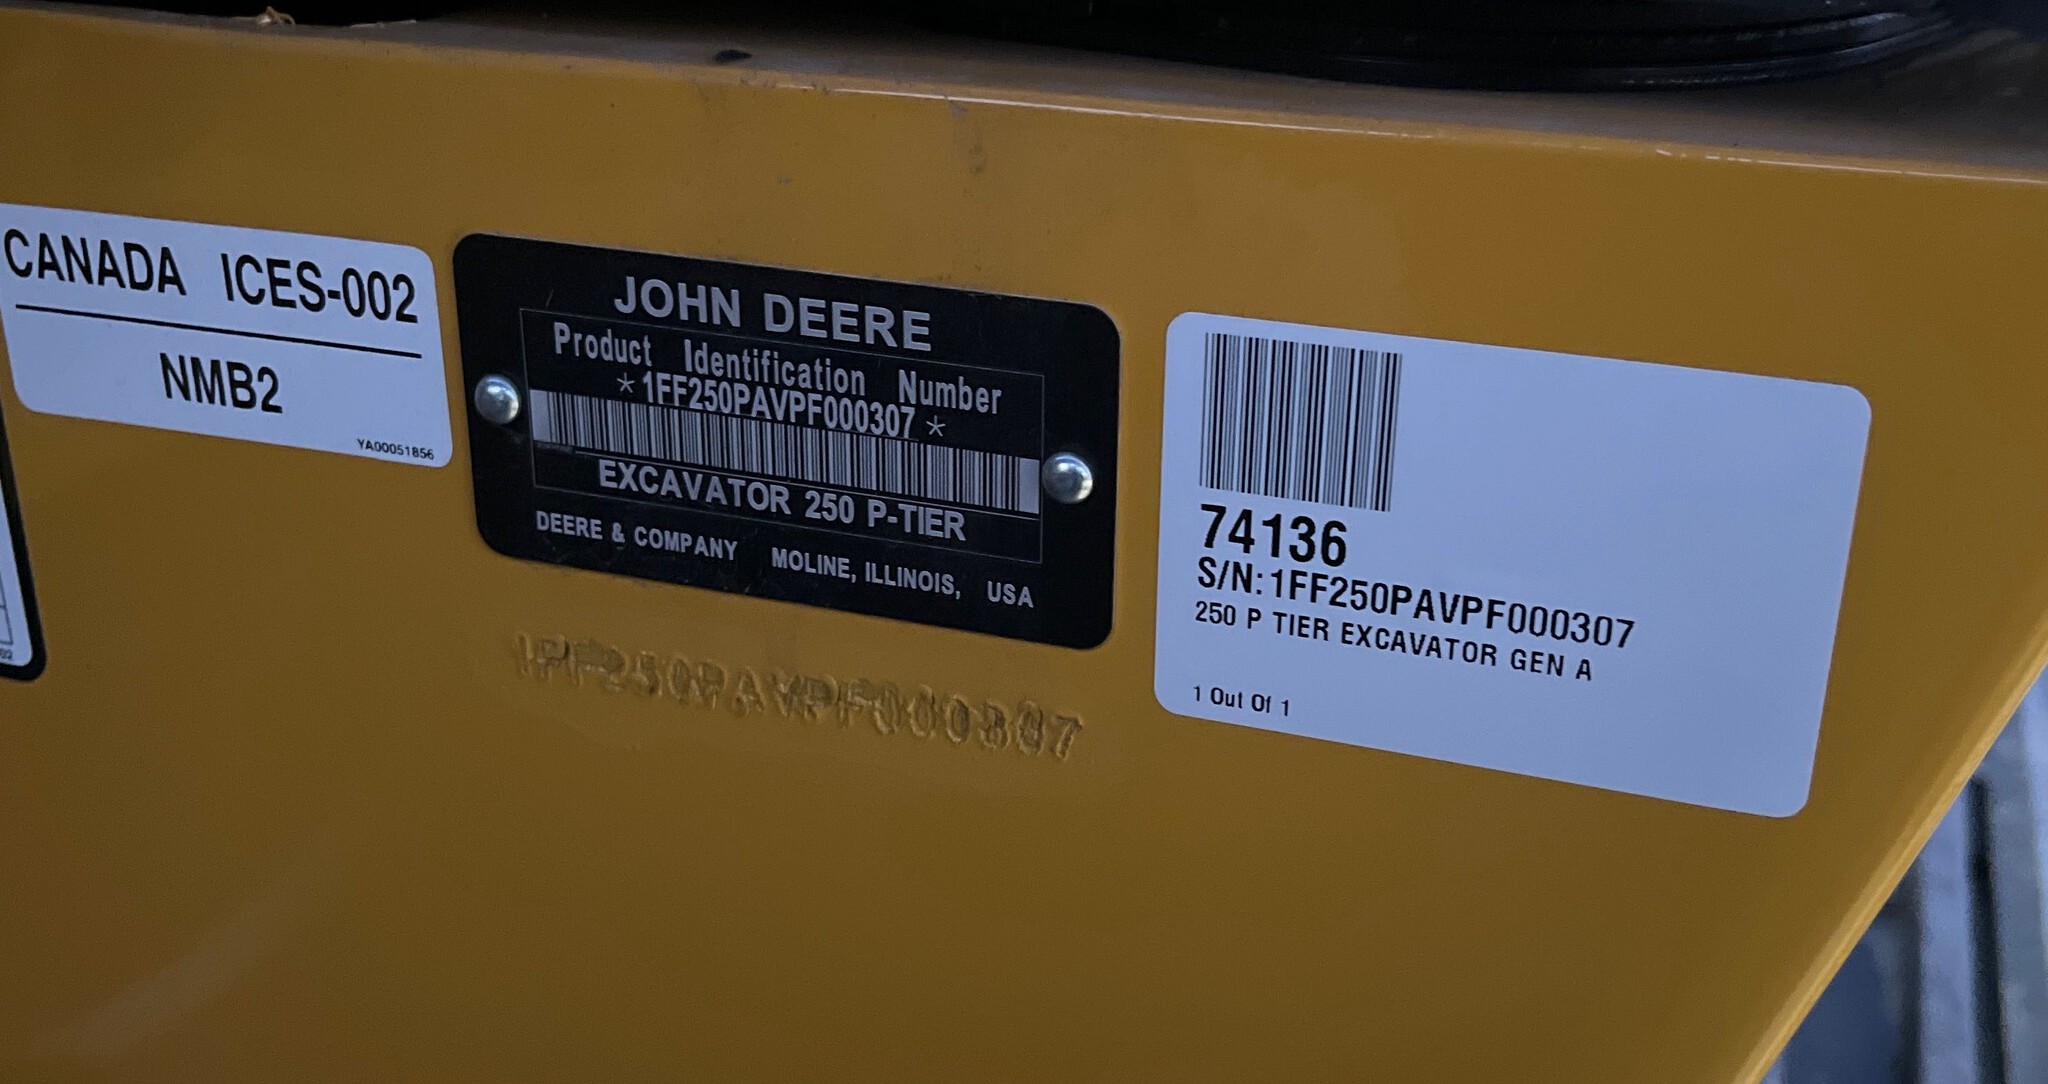 CANADA ICES-002
NMB2
YA00051856
JOHN DEERE
Product Identification Number
*1FF250PAVPF000307*
EXCAVATOR 250 P-TIER
DEERE & COMPANY MOLINE, ILLINOIS, USA
1FF250PAVPF000307
74136
S/N: 1FF250PAVPF000307
250 P TIER EXCAVATOR GEN A
1 Out Of 1